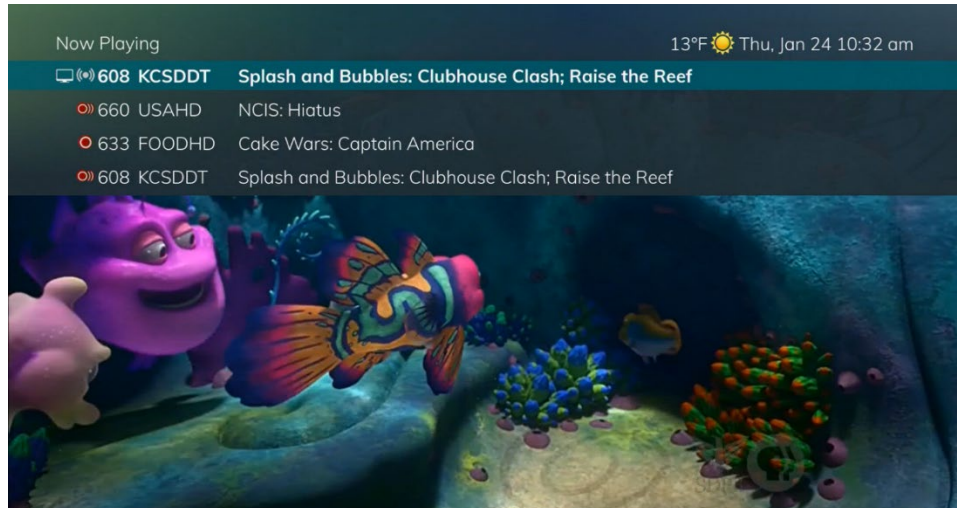 Now Playing 13°F Thu, Jan 24 10:32 am
608 KCSDDT Splash and Bubbles: Clubhouse Clash; Raise the Reef
660 USAHD NCIS: Hiatus
633 FOODHD Cake Wars: Captain America
608 KCSDDT Splash and Bubbles: Clubhouse Clash; Raise the Reef